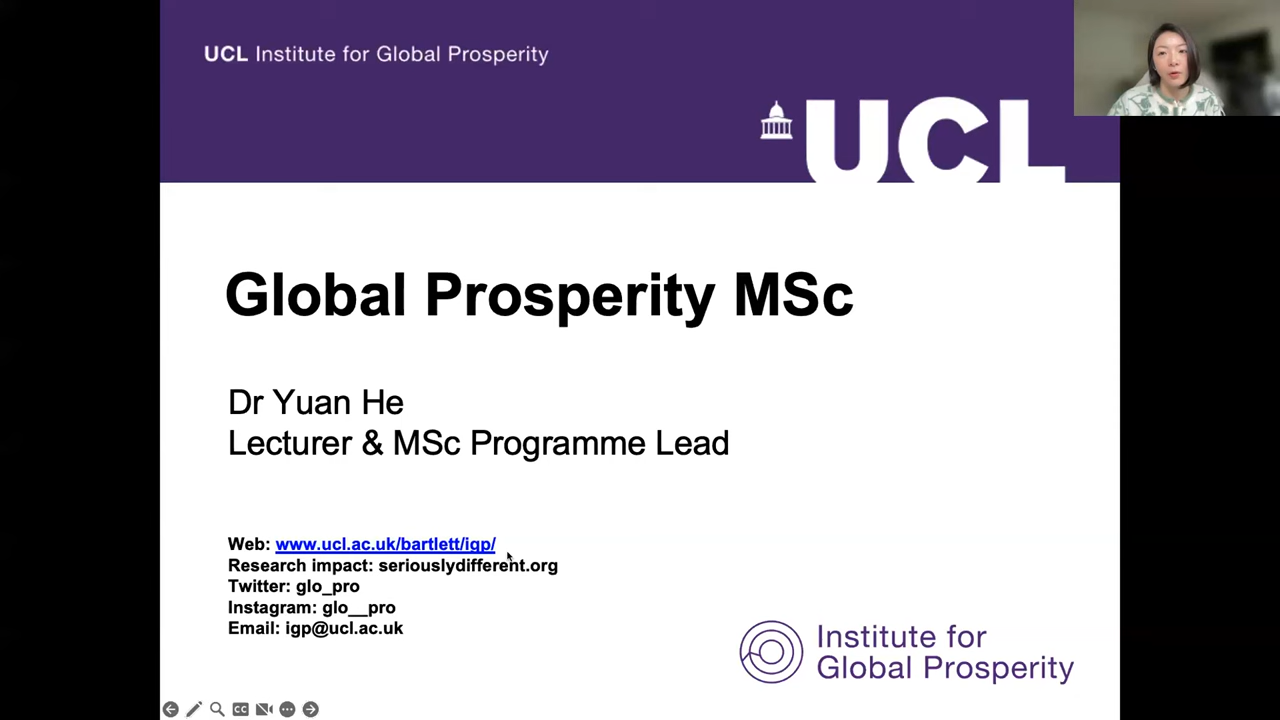 UCL Institute for Global Prosperity
UCL
Global Prosperity MSc
Dr Yuan He
Lecturer & MSc Programme Lead
Web: www.ucl.ac.uk/bartlett/igp/
Research impact: seriouslydifferent.org
Twitter: glo_pro
Instagram: glo__pro
Email: igp@ucl.ac.uk
Institute for
Global Prosperity
CC